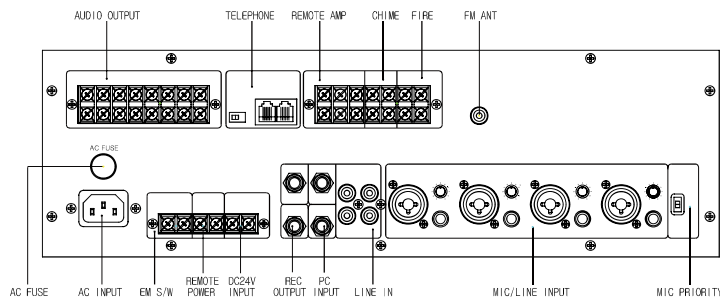 AUDIO OUTPUT TELEPHONE REMOTE AMP CHIME FIRE FM ANT
AC FUSE
AC FUSE AC INPUT EM S/W REMOTE POWER DC24V INPUT REC OUTPUT PC INPUT LINE IN MIC/LINE INPUT MIC PRIORITY